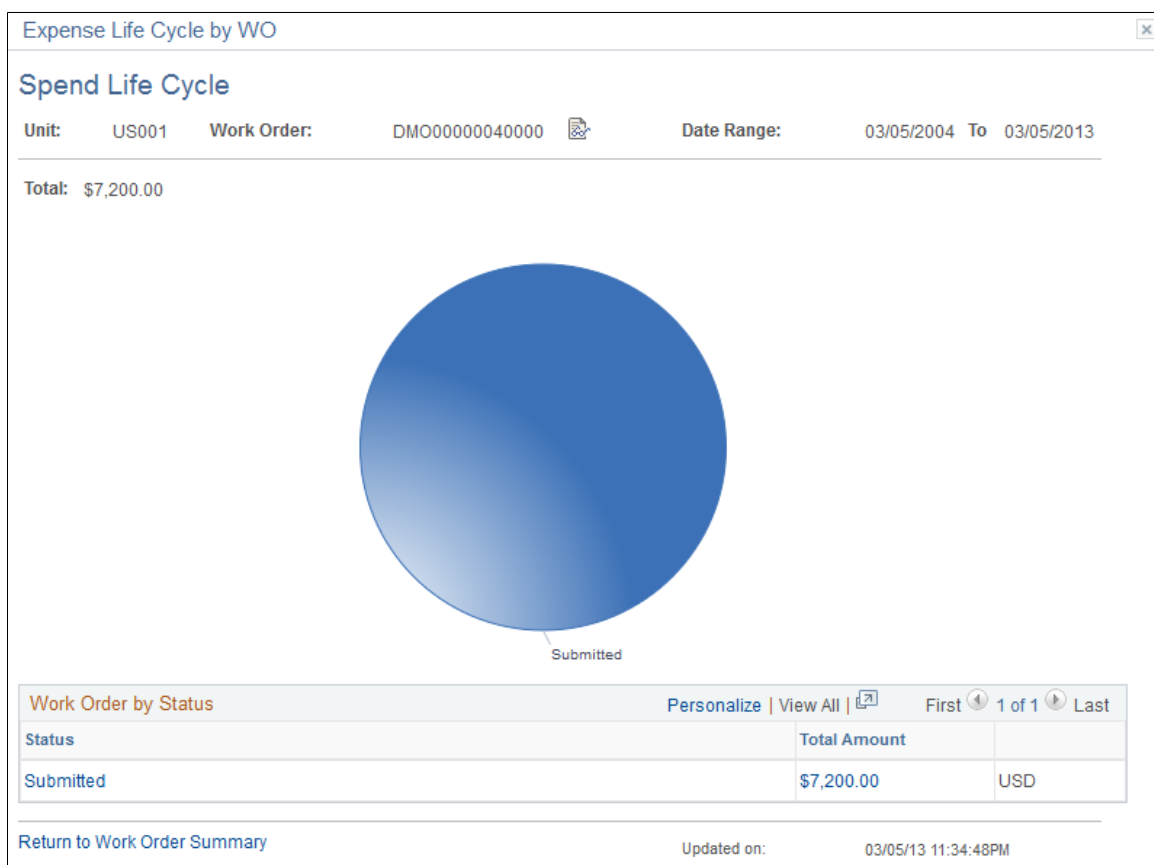 Expense Life Cycle by WO
Spend Life Cycle
Unit: US001 Work Order: DMO00000040000 Date Range: 03/05/2004 To 03/05/2013
Total: $7,200.00
Submitted
Work Order by Status Personalize | View All | First 1 of 1 Last
Status Total Amount
Submitted $7,200.00 USD
Return to Work Order Summary Updated on: 03/05/13 11:34:48PM